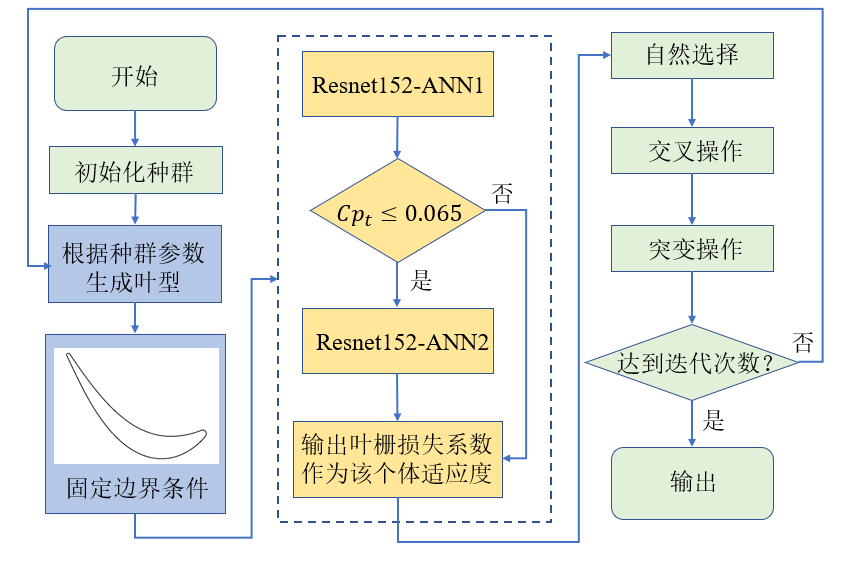 开始
初始化种群
根据种群参数
生成叶型
固定边界条件
Resnet152-ANN1
Cpₜ ≤ 0.065
否
是
Resnet152-ANN2
输出叶栅损失系数
作为该个体适应度
自然选择
交叉操作
突变操作
达到迭代次数？
否
是
输出